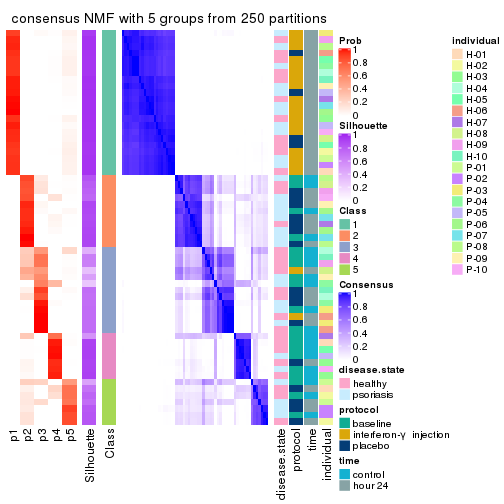 consensus NMF with 5 groups from 250 partitions
p1
p2
p3
p4
p5
Silhouette
Class
disease.state
protocol
time
individual
Prob
1
0.8
0.6
0.4
0.2
0
Silhouette
1
0.8
0.6
0.4
0.2
0
Class
1
2
3
4
5
Consensus
1
0.8
0.6
0.4
0.2
0
disease.state
healthy
psoriasis
protocol
baseline
interferon-γ injection
placebo
time
control
hour 24
individual
H-01
H-02
H-03
H-04
H-05
H-06
H-07
H-08
H-09
H-10
P-01
P-02
P-03
P-04
P-05
P-06
P-07
P-08
P-09
P-10